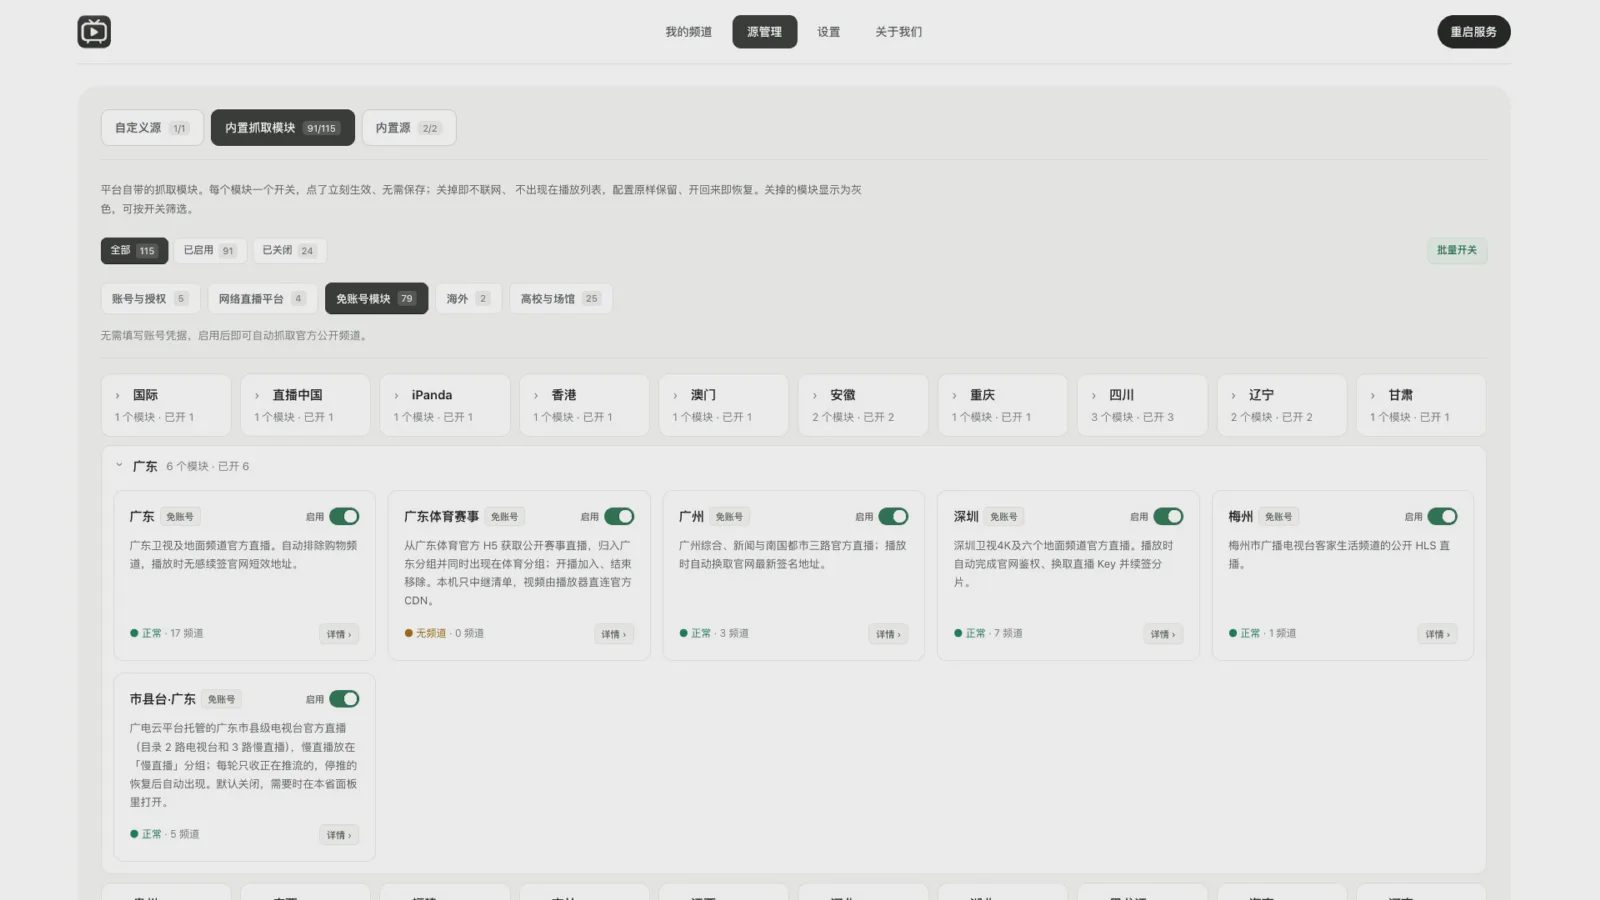 我的频道
源管理
设置
关于我们
重启服务
自定义源 1/1
内置抓取模块 91/115
内置源 2/2
平台自带的抓取模块。每个模块一个开关，点了立刻生效、无需保存；关掉即不联网、不出现在播放列表，配置原样保留、开回来即恢复。关掉的模块显示为灰
色，可按开关筛选。
全部 115
已启用 91
已关闭 24
批量开关
账号与授权 5
网络直播平台 4
免账号模块 79
海外 2
高校与场馆 25
无需填写账号凭据，启用后即可自动抓取官方公开频道。
› 国际
1 个模块 · 已开 1
› 直播中国
1 个模块 · 已开 1
› iPanda
1 个模块 · 已开 1
› 香港
1 个模块 · 已开 1
› 澳门
1 个模块 · 已开 1
› 安徽
2 个模块 · 已开 2
› 重庆
1 个模块 · 已开 1
› 四川
3 个模块 · 已开 3
› 辽宁
2 个模块 · 已开 2
› 甘肃
1 个模块 · 已开 1
广东 6 个模块 · 已开 6
广东 免账号 启用
广东卫视及地面频道官方直播。自动排除购物频
道，播放时无感续签官网短效地址。
正常 · 17 频道
详情 ›
广东体育赛事 免账号 启用
从广东体育官方 H5 获取公开赛事直播，归入广
东分组并同时出现在体育分组；开播加入、结束
移除。本机只中继清单，视频由播放器直连官方
CDN。
无频道 · 0 频道
详情 ›
广州 免账号 启用
广州综合、新闻与南国都市三路官方直播；播放
时自动换取官网最新签名地址。
正常 · 3 频道
详情 ›
深圳 免账号 启用
深圳卫视4K及六个地面频道官方直播。播放时
自动完成官网鉴权、换取直播 Key 并续签分
片。
正常 · 7 频道
详情 ›
梅州 免账号 启用
梅州市广播电视台客家生活频道的公开 HLS 直
播。
正常 · 1 频道
详情 ›
市县台·广东 免账号 启用
广电云平台托管的广东市县级电视台官方直播
（目录 2 路电视台和 3 路慢直播），慢直播放在
「慢直播」分组；每轮只收正在推流的，停推的
恢复后自动出现。默认关闭，需要时在本省面板
里打开。
正常 · 5 频道
详情 ›